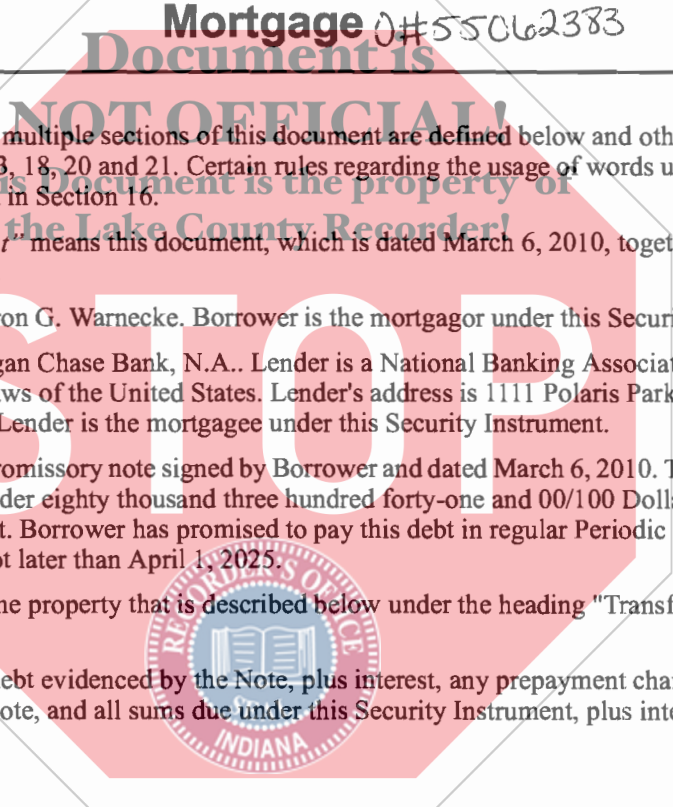 Mortgage 0#55062383
Document is
NOT OFFICIAL!
multiple sections of this document are defined below and oth
3, 18, 20 and 21. Certain rules regarding the usage of words u
is Document is the property of
in Section 16.
the Lake County Recorder!
t" means this document, which is dated March 6, 2010, toget
STOP
on G. Warnecke. Borrower is the mortgagor under this Securi
gan Chase Bank, N.A.. Lender is a National Banking Associat
aws of the United States. Lender's address is 1111 Polaris Park
Lender is the mortgagee under this Security Instrument.
romissory note signed by Borrower and dated March 6, 2010. T
der eighty thousand three hundred forty-one and 00/100 Dolla
t. Borrower has promised to pay this debt in regular Periodic
ot later than April 1, 2025.
RECORDER'S OFFICE
he property that is described below under the heading "Transf
ebt evidenced by the Note, plus interest, any prepayment char
ote, and all sums due under this Security Instrument, plus inte
SEAL
INDIANA